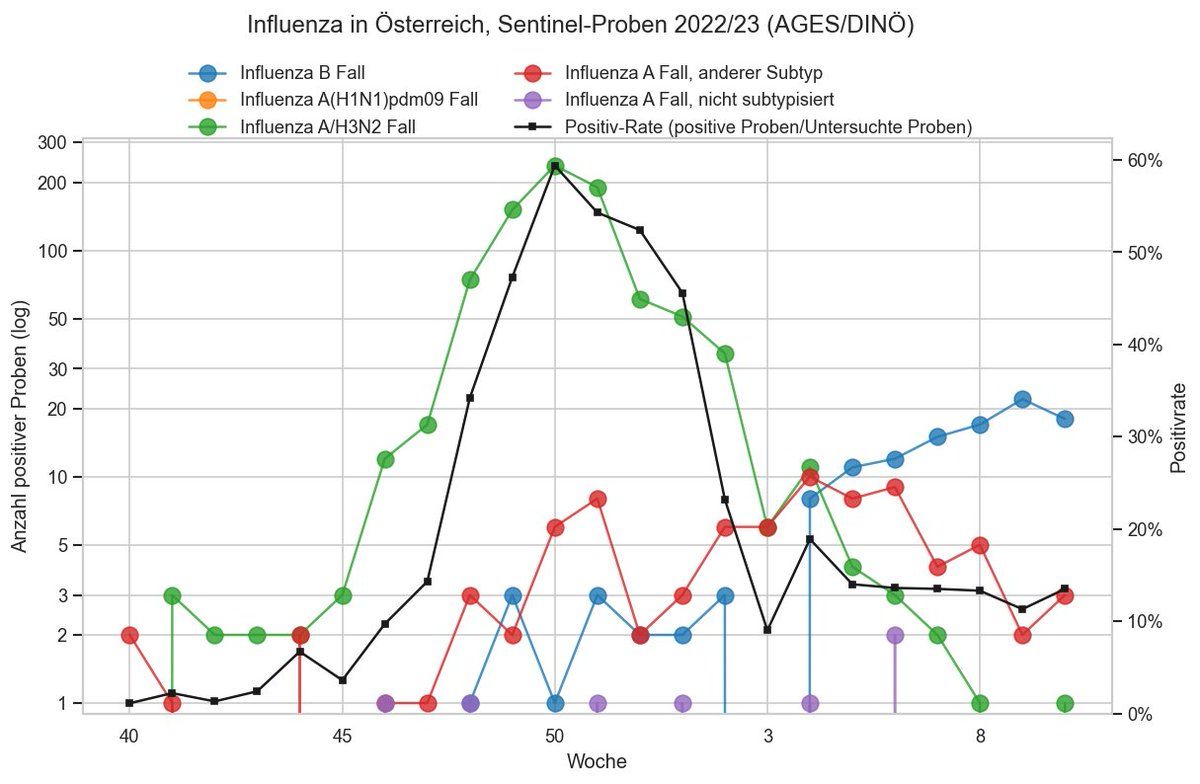 Influenza in Österreich, Sentinel-Proben 2022/23 (AGES/DINÖ)
Influenza B Fall
Influenza A(H1N1)pdm09 Fall
Influenza A/H3N2 Fall
Influenza A Fall, anderer Subtyp
Influenza A Fall, nicht subtypisiert
Positiv-Rate (positive Proben/Untersuchte Proben)
Anzahl positiver Proben (log)
300
200
100
50
30
20
10
5
3
2
1
60%
50%
40%
30%
20%
10%
0%
Positivrate
40 45 50 3 8
Woche